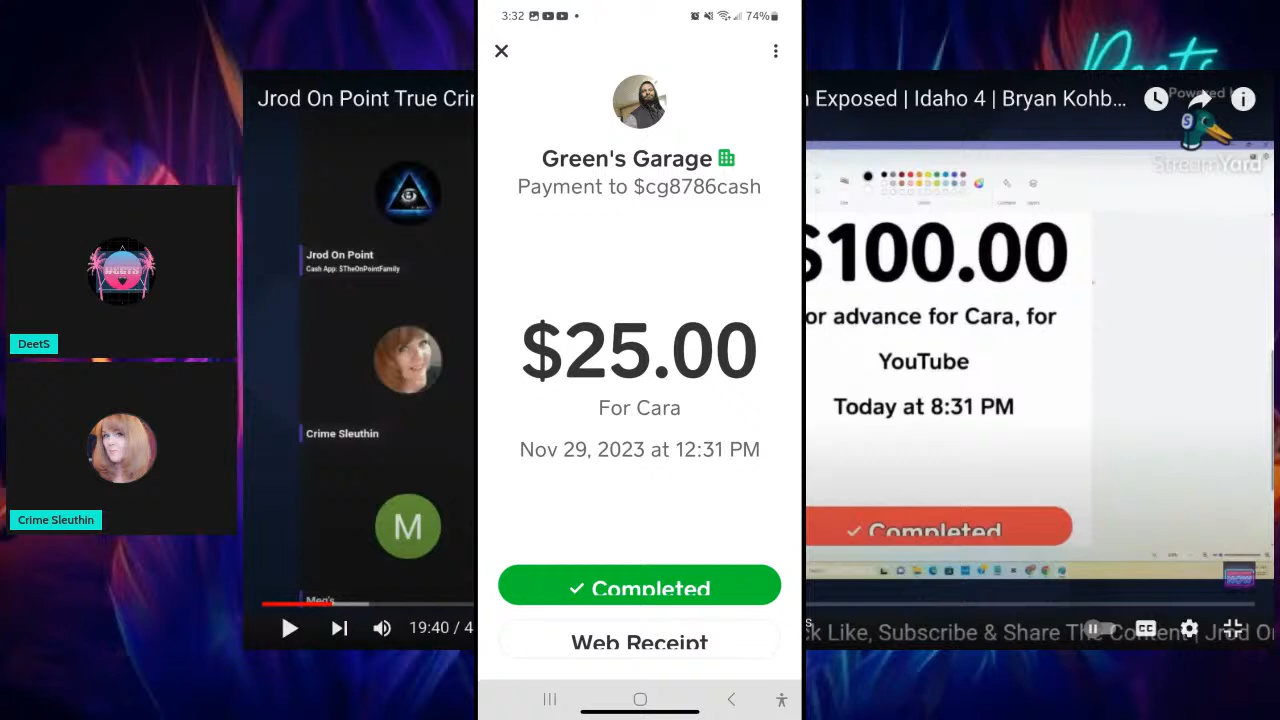 Deets
DeetS
Crime Sleuthin
Jrod On Point True Cri
Jrod On Point
Cash App: $TheOnPointFamily
Crime Sleuthin
M
19:40 / 4
3:32
74%
Green's Garage
Payment to $cg8786cash
$25.00
For Cara
Nov 29, 2023 at 12:31 PM
Completed
Web Receipt
Exposed | Idaho 4 | Bryan Kohb...
Powered b
StreamYard
$100.00
or advance for Cara, for
YouTube
Today at 8:31 PM
Completed
k Like, Subscribe & Share Th Content | Jrod O